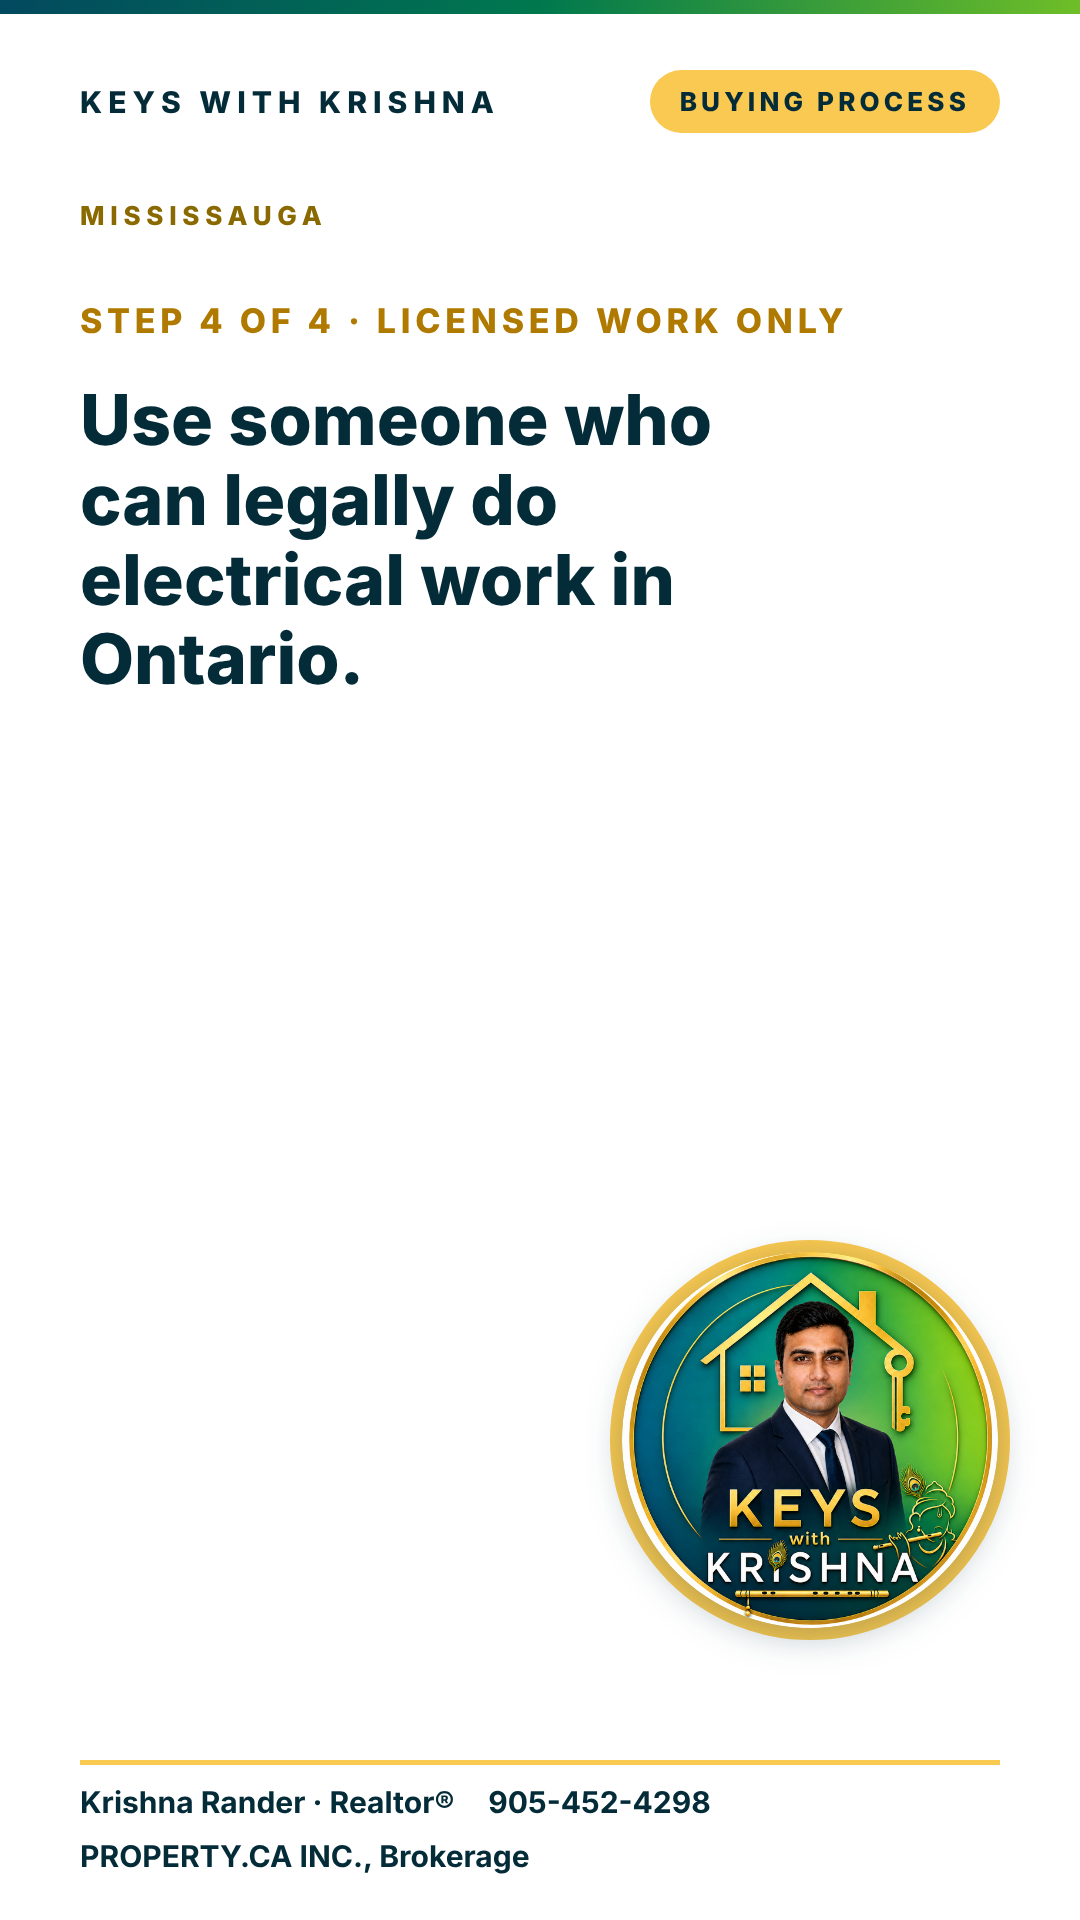 KEYS WITH KRISHNA
BUYING PROCESS
MISSISSAUGA
STEP 4 OF 4 · LICENSED WORK ONLY
Use someone who
can legally do
electrical work in
Ontario.
KEYS
with
KRISHNA
Krishna Rander · Realtor® 905-452-4298
PROPERTY.CA INC., Brokerage